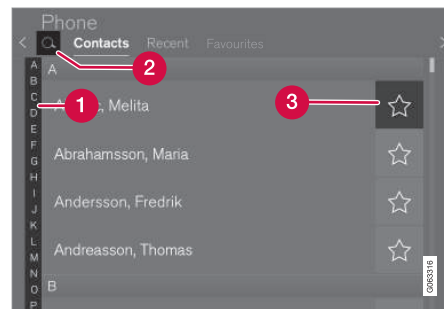 Phone
Contacts Recent Favourites
2
A
A
B
C
D
E
F
G
H
I
J
K
L
M
N
O
P
1
Melita
3
Abrahamsson, Maria
Andersson, Fredrik
Andreasson, Thomas
B
G063316